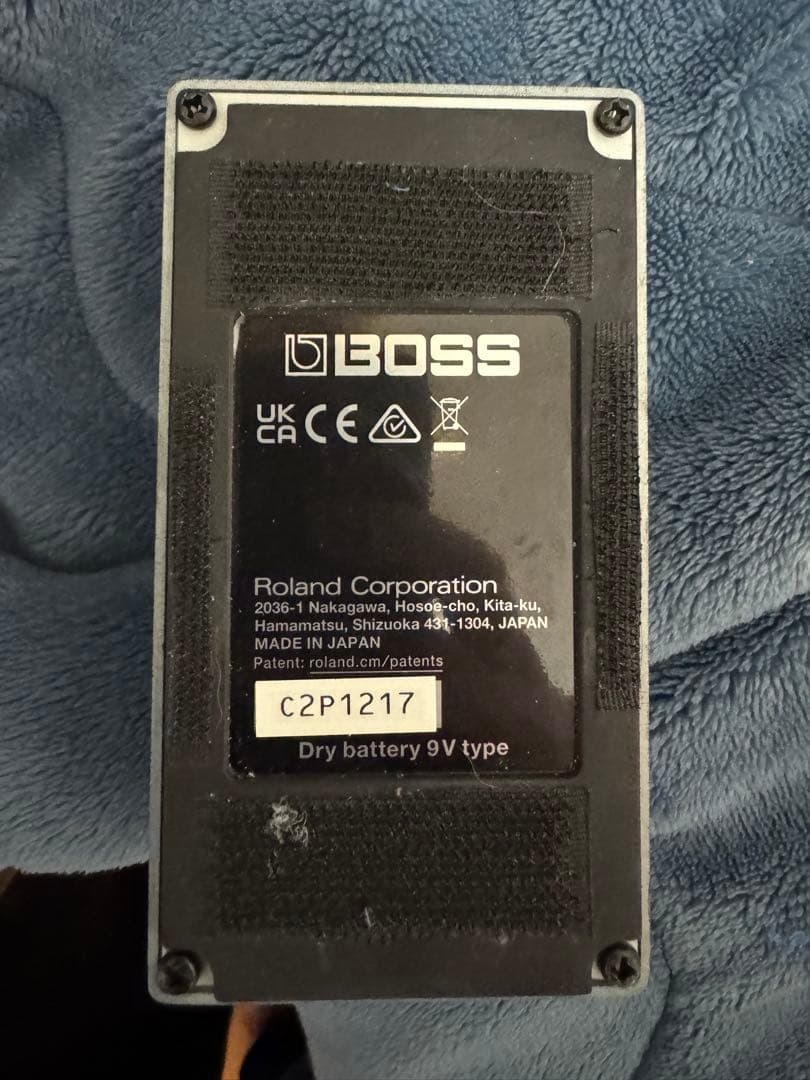 BOSS
UK
CA CE
Roland Corporation
2036-1 Nakagawa, Hosoe-cho, Kita-ku,
Hamamatsu, Shizuoka 431-1304, JAPAN
MADE IN JAPAN
Patent: roland.cm/patents
C2P1217
Dry battery 9V type